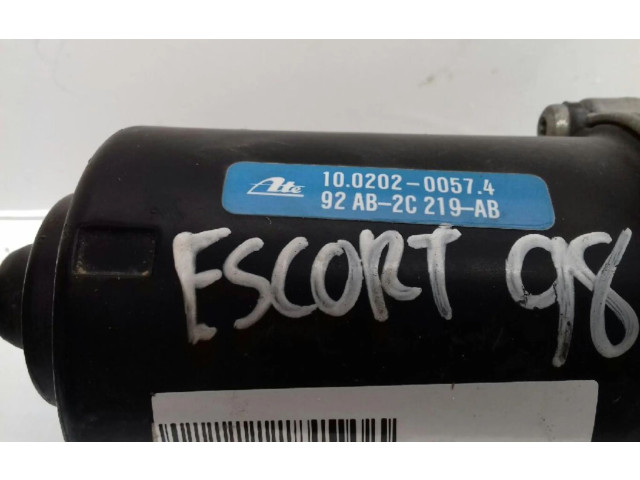 Ate 10.0202-0057.4
92 AB-2C 219-AB
ESCORT 98